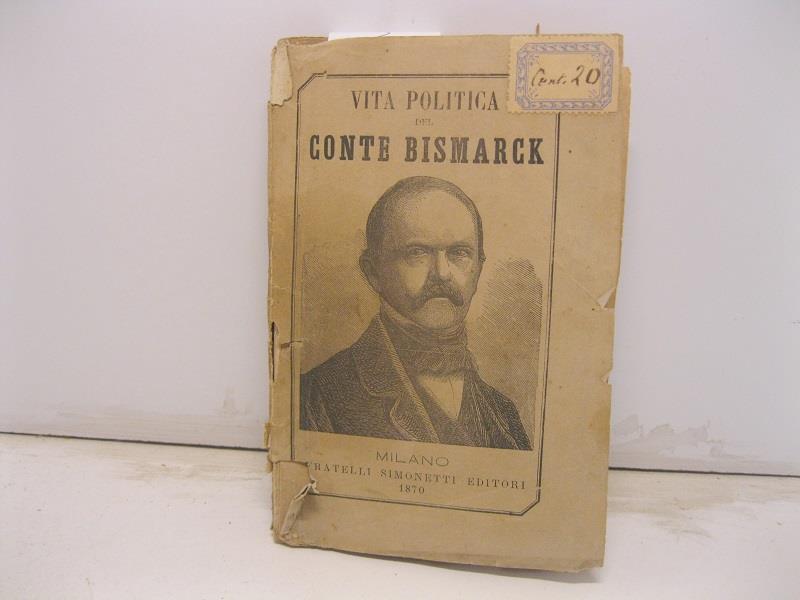 Cent. 20
VITA POLITICA
DEL
CONTE BISMARCK
MILANO
FRATELLI SIMONETTI EDITORI
1870